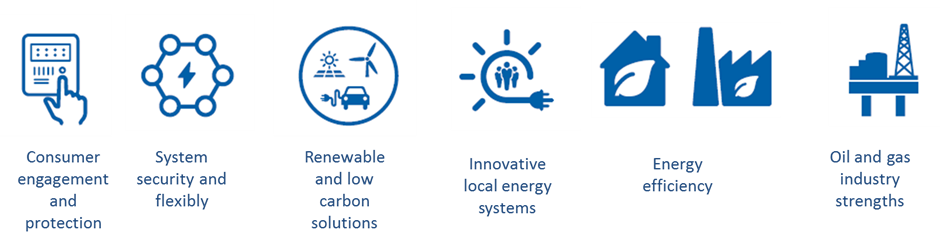 Consumer
engagement
and
protection
System
security and
flexibly
Renewable
and low
carbon
solutions
Innovative
local energy
systems
Energy
efficiency
Oil and gas
industry
strengths